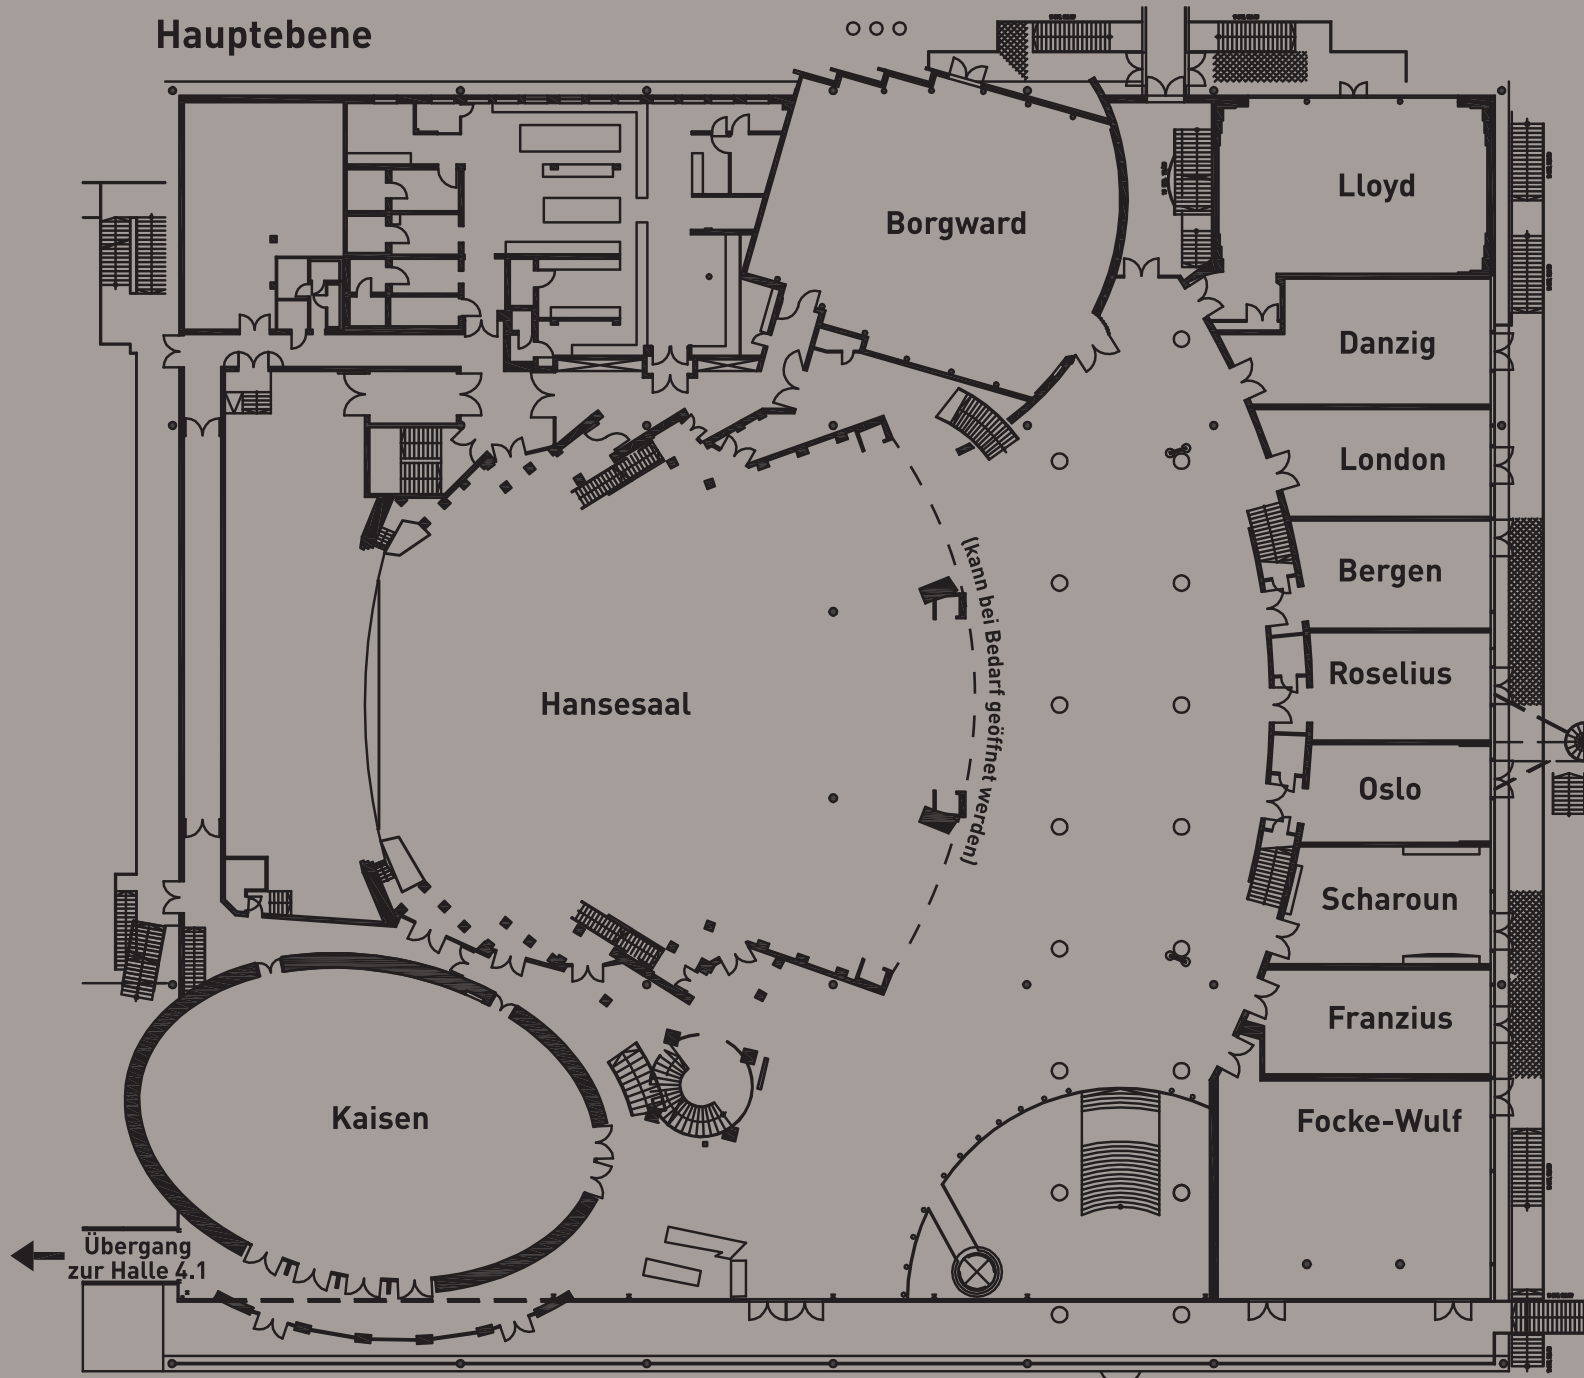 Hauptebene
Lloyd
Borgward
Danzig
London
Bergen
(kann bei Bedarf geöffnet werden)
Roselius
Hansesaal
Oslo
Scharoun
Franzius
Kaisen
Focke-Wulf
Übergang
zur Halle 4.1